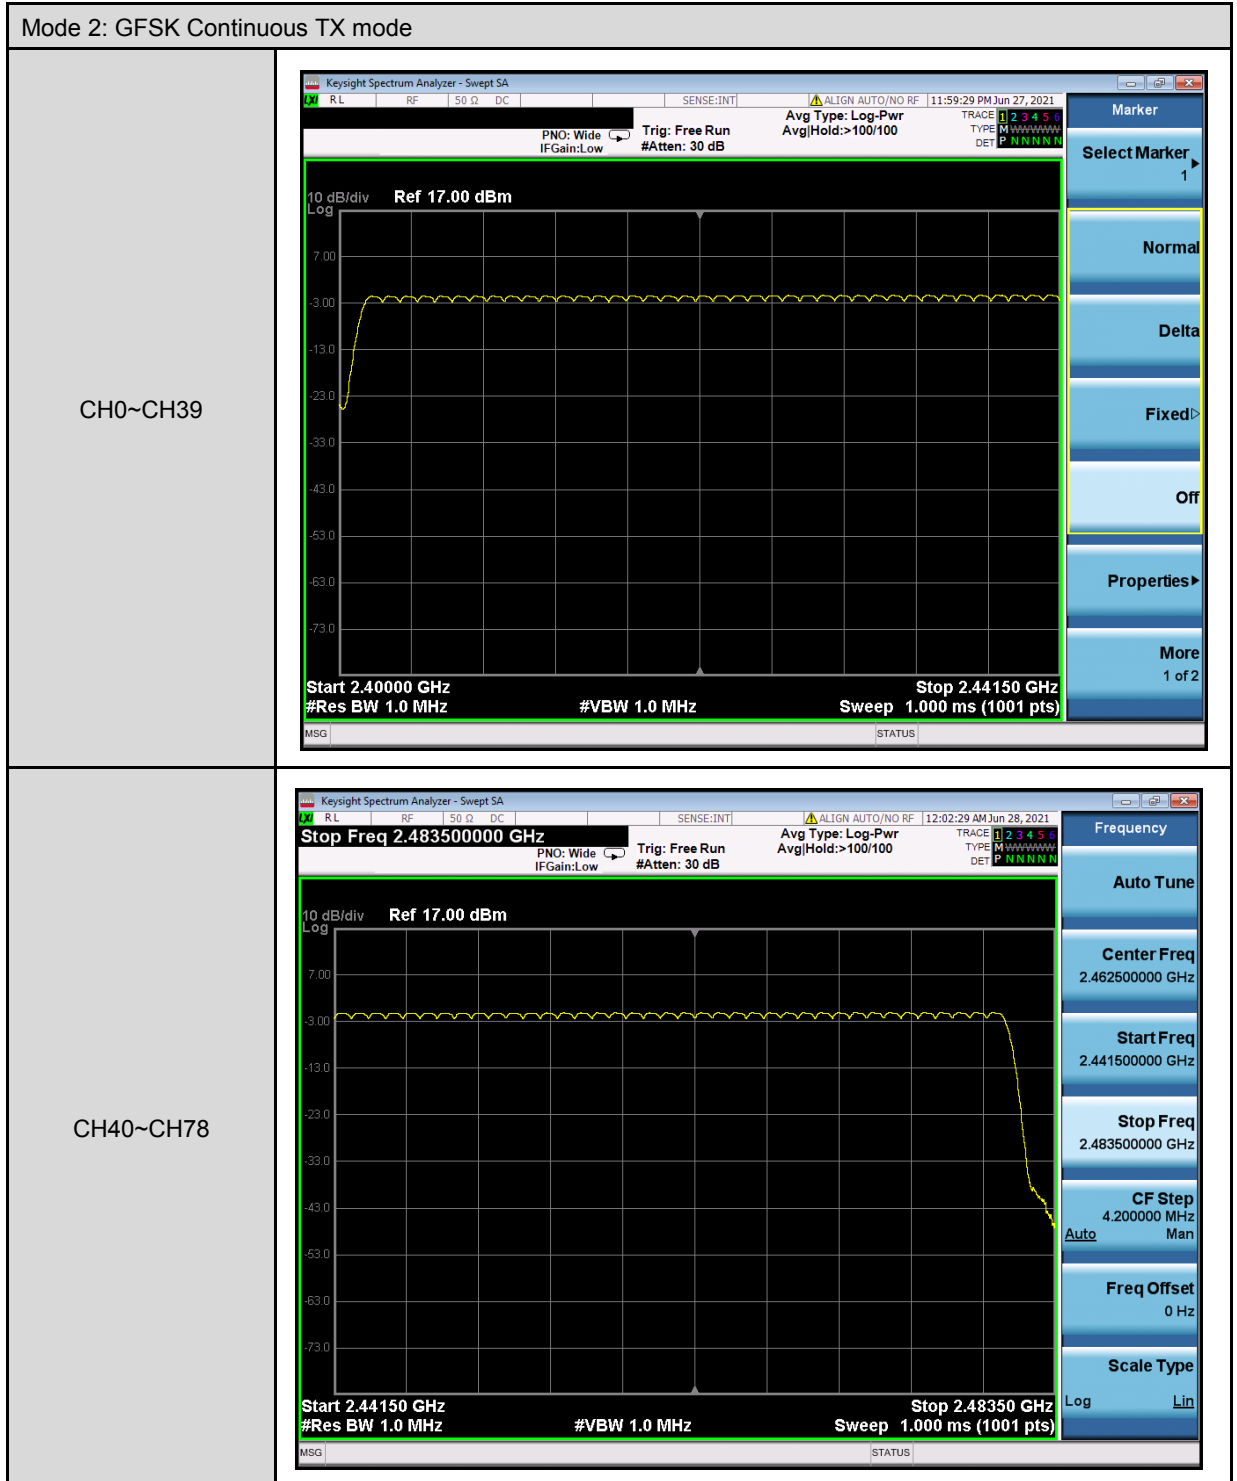 Mode 2: GFSK Continuous TX mode
CH0~CH39
Keysight Spectrum Analyzer - Swept SA
LXI RL RF 50 Ω DC SENSE:INT ALIGN AUTO/NO RF 11:59:29 PM Jun 27, 2021
PNO: Wide
IFGain:Low
Trig: Free Run
#Atten: 30 dB
Avg Type: Log-Pwr
Avg|Hold:>100/100
TRACE 1 2 3 4 5 6
TYPE M WWWWW
DET P N N N N N
10 dB/div
Log
Ref 17.00 dBm
7.00
-3.00
-13.0
-23.0
-33.0
-43.0
-53.0
-63.0
-73.0
Start 2.40000 GHz
Stop 2.44150 GHz
#Res BW 1.0 MHz
#VBW 1.0 MHz
Sweep 1.000 ms (1001 pts)
MSG
STATUS
Marker
Select Marker
1
Normal
Delta
Fixed
Off
Properties
More
1 of 2
CH40~CH78
Keysight Spectrum Analyzer - Swept SA
LXI RL RF 50 Ω DC SENSE:INT ALIGN AUTO/NO RF 12:02:29 AM Jun 28, 2021
Stop Freq 2.483500000 GHz
PNO: Wide
IFGain:Low
Trig: Free Run
#Atten: 30 dB
Avg Type: Log-Pwr
Avg|Hold:>100/100
TRACE 1 2 3 4 5 6
TYPE M WWWWW
DET P N N N N N
10 dB/div
Log
Ref 17.00 dBm
7.00
-3.00
-13.0
-23.0
-33.0
-43.0
-53.0
-63.0
-73.0
Start 2.44150 GHz
Stop 2.48350 GHz
#Res BW 1.0 MHz
#VBW 1.0 MHz
Sweep 1.000 ms (1001 pts)
MSG
STATUS
Frequency
Auto Tune
Center Freq
2.462500000 GHz
Start Freq
2.441500000 GHz
Stop Freq
2.483500000 GHz
CF Step
4.200000 MHz
Auto Man
Freq Offset
0 Hz
Scale Type
Log Lin